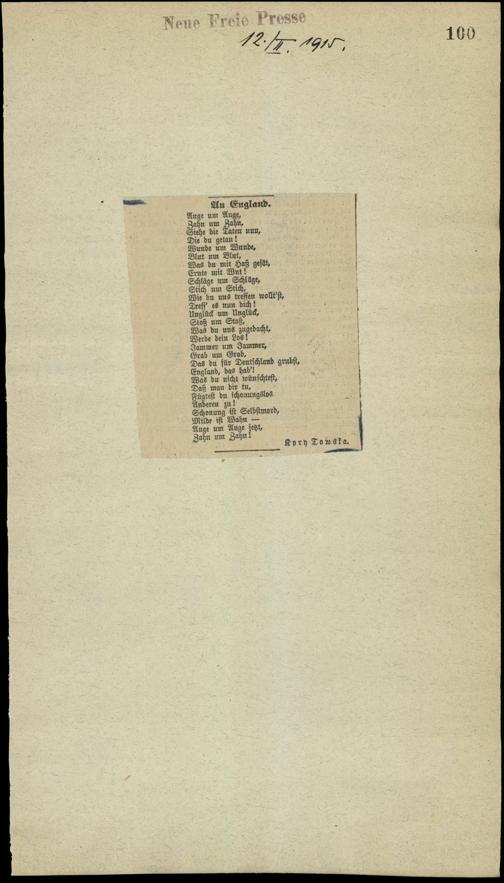 Neue Freie Presse
100
12./II. 1915.
An England.
Auge um Auge,
Zahn um Zahn,
Siehe die Taten nun,
Die du getan!
Wunde um Wunde,
Blut um Blut,
Was du mit Haß gesät,
Ernte mit Wut!
Schläge um Schläge,
Stich um Stich,
Wie du uns treffen wollt'st,
Treff' es nun dich!
Unglück um Unglück,
Stoß um Stoß,
Was du uns zugedacht,
Werde dein Los!
Jammer um Jammer,
Grab um Grab,
Das du für Deutschland grubst,
England, das hab'!
Was du nicht wünschtest,
Daß man dir tu,
Fügtest du schonungslos
Anderen zu!
Schonung ist Selbstmord,
Milde ist Wahn —
Auge um Auge jetzt,
Zahn um Zahn!
Kory Towska.